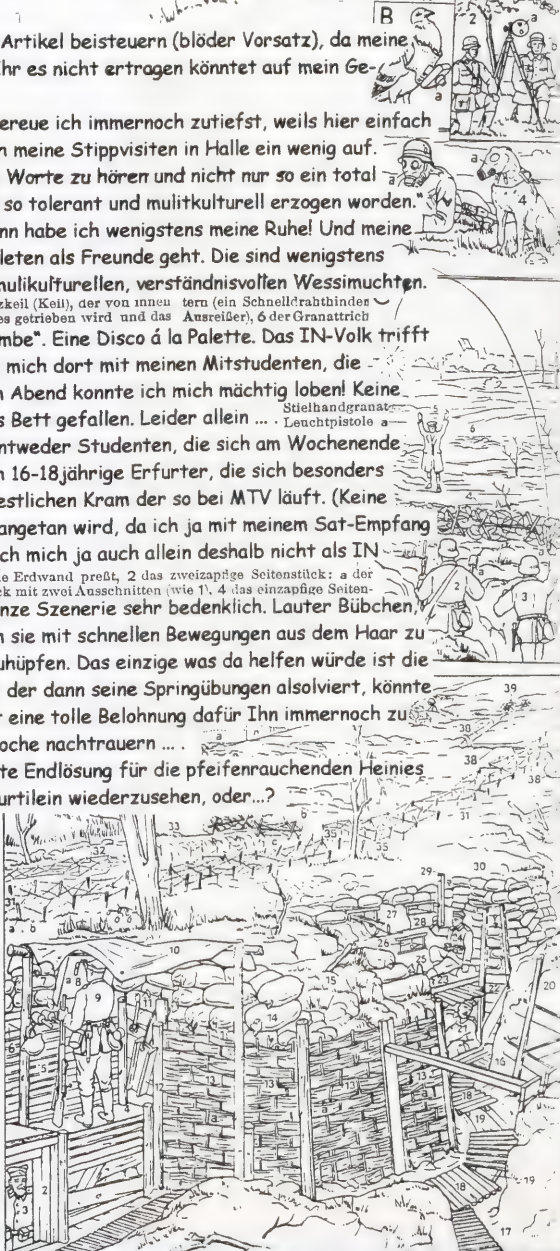 B
Artikel beisteuern (blöder Vorsatz), da meine
ihr es nicht ertragen könntet auf mein Ge-
ereue ich immernoch zutiefst, weils hier einfach
n meine Stippvisiten in Halle ein wenig auf.
Worte zu hören und nicht nur so ein total
so tolerant und mulitkulturell erzogen worden."
nn habe ich wenigstens meine Ruhe! Und meine
leten als Freunde geht. Die sind wenigstens
mulikulturellen, verständnisvollen Wessimuchten.
zkeil (Keil), der von innen tern (ein Schnelldrahthinder
es getrieben wird und das Ausreißer), 6 der Granattrich
mbe". Eine Disco á la Palette. Das IN-Volk trifft
mich dort mit meinen Mitstudenten, die
n Abend konnte ich mich mächtig loben! Keine
s Bett gefallen. Leider allein ... .
Stielhandgranat
Leuchtpistole a
ntweder Studenten, die sich am Wochenende
n 16-18jährige Erfurter, die sich besonders
estlichen Kram der so bei MTV läuft. (Keine
angetan wird, da ich ja mit meinem Sat-Empfang
ch mich ja auch allein deshalb nicht als IN
e Erdwand preßt, 2 das zweizapfige Seitenstück: a der
ck mit zwei Ausschnitten (wie 1), 4 das einzapfige Seiten-
nze Szenerie sehr bedenklich. Lauter Bübchen,
n sie mit schnellen Bewegungen aus dem Haar zu
uhüpfen. Das einzige was da helfen würde ist die
der dann seine Springübungen alsolviert, könnte
r eine tolle Belohnung dafür Ihn immernoch zu
oche nachtrauern ... .
te Endlösung für die pfeifenrauchenden Heinies
urtilein wiederzusehen, oder...?